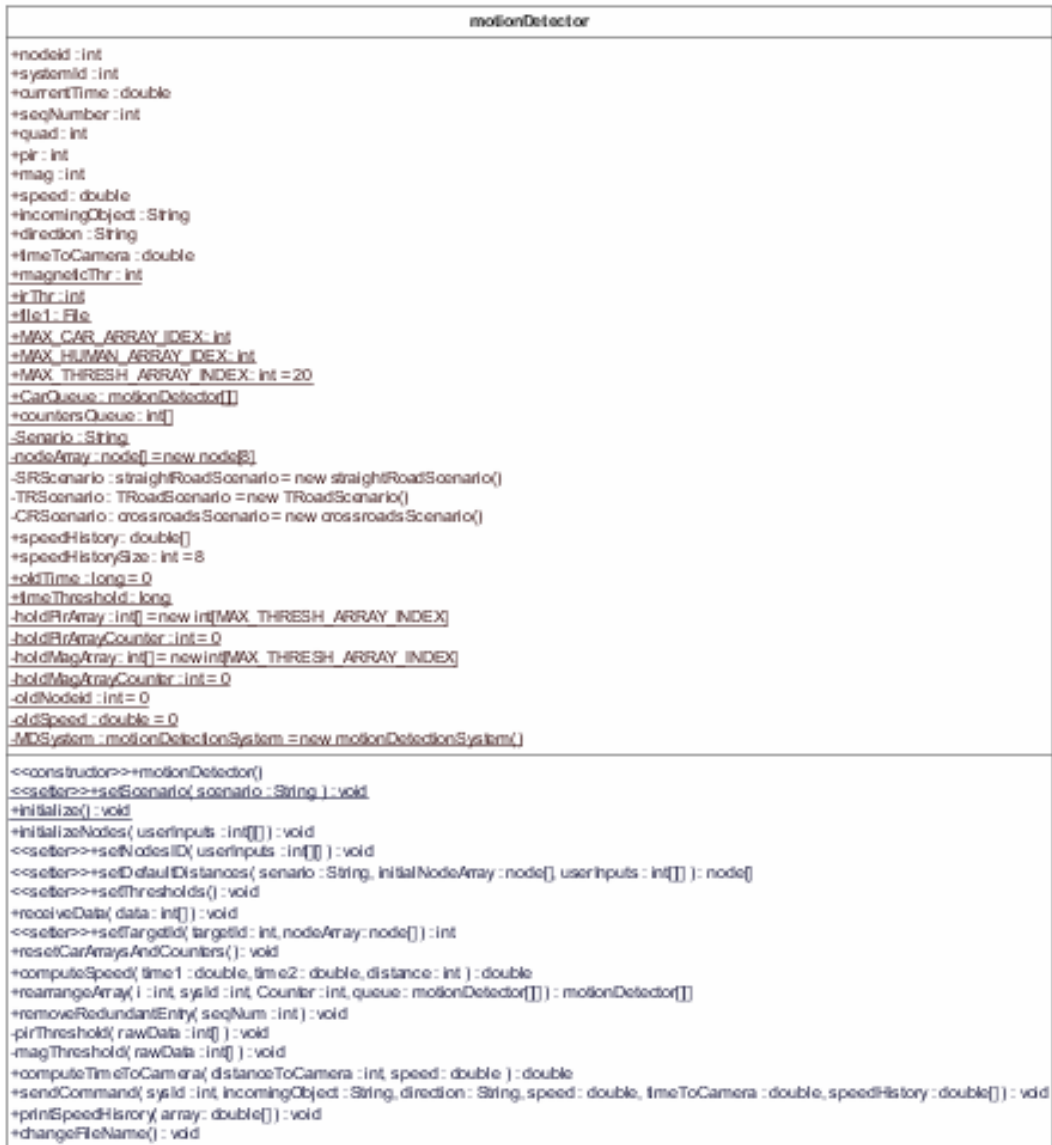 motionDetector
+nodeid : int
+systemId : int
+currentTime : double
+seqNumber : int
+quad : int
+pir : int
+mag : int
+speed : double
+incomingObject : String
+direction : String
+timeToCamera : double
+magneticThr : int
+irThr : int
+file1 : File
+MAX_CAR_ARRAY_IDEX : int
+MAX_HUMAN_ARRAY_IDEX : int
+MAX_THRESH_ARRAY_INDEX : int = 20
+CarQueue : motionDetector[][]
+countersQueue : int[]
-Senario : String
-nodeArray : node[] = new node[8]
-SRScenario : straightRoadScenario = new straightRoadScenario()
-TRScenario : TRoadScenario = new TRoadScenario()
-CRScenario : crossroadsScenario = new crossroadsScenario()
+speedHistory : double[]
+speedHistorySize : int = 8
+oldTime : long = 0
+timeThreshold : long
-holdPirArray : int[] = new int[MAX_THRESH_ARRAY_INDEX]
-holdPirArrayCounter : int = 0
-holdMagArray : int[] = new int[MAX_THRESH_ARRAY_INDEX]
-holdMagArrayCounter : int = 0
-oldNodeid : int = 0
-oldSpeed : double = 0
-MDSystem : motionDetectionSystem = new motionDetectionSystem()
<<constructor>>+motionDetector()
<<setter>>+setScenario( scenario : String ) : void
+initialize() : void
+initializeNodes( userInputs : int[][] ) : void
<<setter>>+setNodesID( userInputs : int[][] ) : void
<<setter>>+setDefaultDistances( senario : String, initialNodeArray : node[], userInputs : int[][] ) : node[]
<<setter>>+setThresholds() : void
+receiveData( data : int[] ) : void
<<setter>>+setTargetId( targetId : int, nodeArray : node[] ) : int
+resetCarArraysAndCounters() : void
+computeSpeed( time1 : double, time2 : double, distance : int ) : double
+rearrangeArray( i : int, sysId : int, Counter : int, queue : motionDetector[][] ) : motionDetector[][]
+removeRedundantEntry( seqNum : int ) : void
-pirThreshold( rawData : int[] ) : void
-magThreshold( rawData : int[] ) : void
+computeTimeToCamera( distanceToCamera : int, speed : double ) : double
+sendCommand( sysId : int, incomingObject : String, direction : String, speed : double, timeToCamera : double, speedHistory : double[] ) : void
+printSpeedHisrory( array : double[] ) : void
+changeFileName() : void